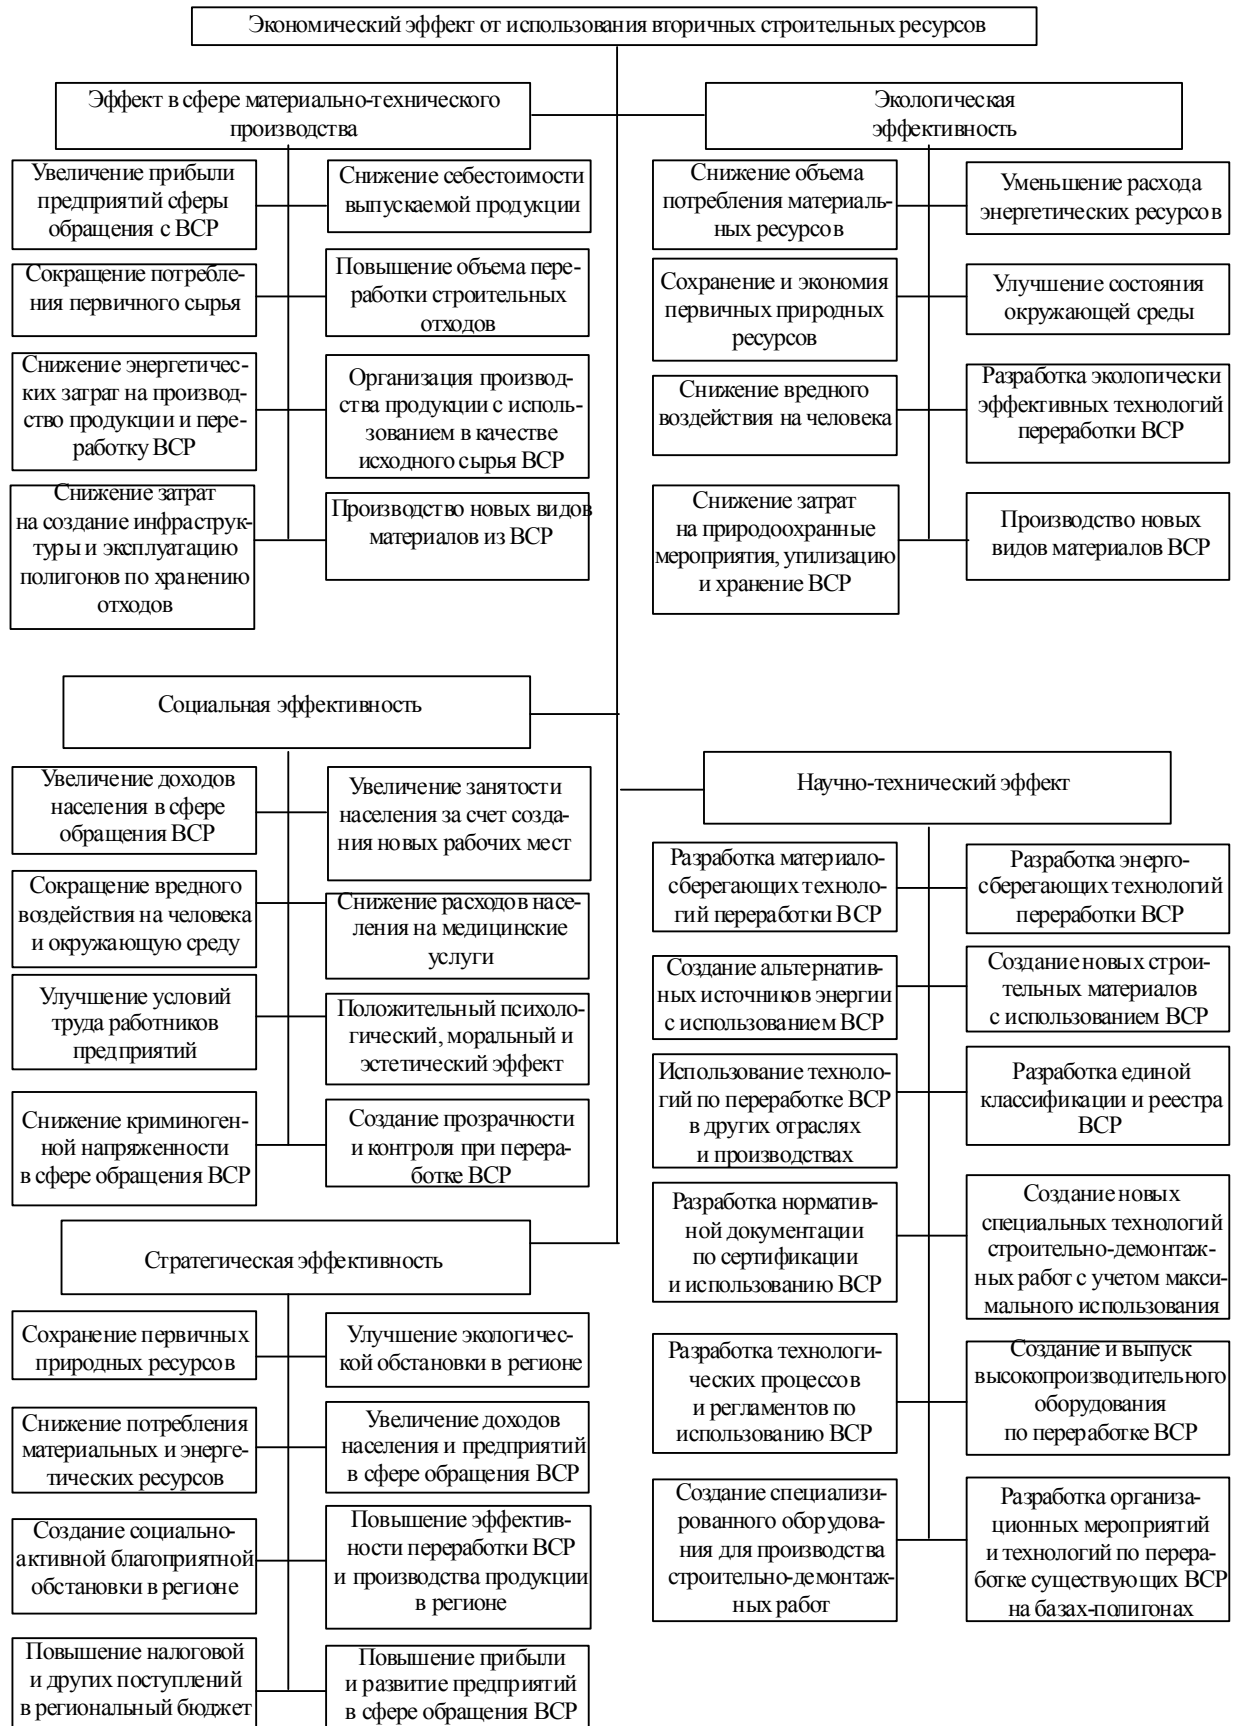 Экономический эффект от использования вторичных строительных ресурсов
Эффект в сфере материально-технического
производства
Увеличение прибыли
предприятий сферы
обращения с ВСР
Снижение себестоимости
выпускаемой продукции
Сокращение потребле-
ния первичного сырья
Повышение объема пере-
работки строительных
отходов
Снижение энергетичес-
ких затрат на производ-
ство продукции и пере-
работку ВСР
Организация производ-
ства продукции с исполь-
зованием в качестве
исходного сырья ВСР
Снижение затрат
на создание инфраструк-
туры и эксплуатацию
полигонов по хранению
отходов
Производство новых видов
материалов из ВСР
Экологическая
эффективность
Снижение объема
потребления материаль-
ных ресурсов
Уменьшение расхода
энергетических ресурсов
Сохранение и экономия
первичных природных
ресурсов
Улучшение состояния
окружающей среды
Снижение вредного
воздействия на человека
Разработка экологически
эффективных технологий
переработки ВСР
Снижение затрат
на природоохранные
мероприятия, утилизацию
и хранение ВСР
Производство новых
видов материалов ВСР
Социальная эффективность
Увеличение доходов
населения в сфере
обращения ВСР
Увеличение занятости
населения за счет созда-
ния новых рабочих мест
Сокращение вредного
воздействия на человека
и окружающую среду
Снижение расходов насе-
ления на медицинские
услуги
Улучшение условий
труда работников
предприятий
Положительный психоло-
гический, моральный и
эстетический эффект
Снижение криминоген-
ной напряженности
в сфере обращения ВСР
Создание прозрачности
и контроля при перера-
ботке ВСР
Научно-технический эффект
Разработка материало-
сберегающих техноло-
гий переработки ВСР
Разработка энерго-
сберегающих технологий
переработки ВСР
Создание альтернатив-
ных источников энергии
с использованием ВСР
Создание новых строи-
тельных материалов
с использованием ВСР
Использование техноло-
гий по переработке ВСР
в других отраслях
и производствах
Разработка единой
классификации и реестра
ВСР
Разработка норматив-
ной документации
по сертификации
и использованию ВСР
Создание новых
специальных технологий
строительно-демонтаж-
ных работ с учетом макси-
мального использования
Разработка технологи-
ческих процессов
и регламентов по
использованию ВСР
Создание и выпуск
высокопроизводительного
оборудования
по переработке ВСР
Создание специализи-
рованного оборудова-
ния для производства
строительно-демонтаж-
ных работ
Разработка организа-
ционных мероприятий
и технологий по перера-
ботке существующих ВСР
на базах-полигонах
Стратегическая эффективность
Сохранение первичных
природных ресурсов
Улучшение экологичес-
кой обстановки в регионе
Снижение потребления
материальных и энерге-
тических ресурсов
Увеличение доходов
населения и предприятий
в сфере обращения ВСР
Создание социально-
активной благоприятной
обстановки в регионе
Повышение эффектив-
ности переработки ВСР
и производства продукции
в регионе
Повышение налоговой
и других поступлений
в региональный бюджет
Повышение прибыли
и развитие предприятий
в сфере обращения ВСР